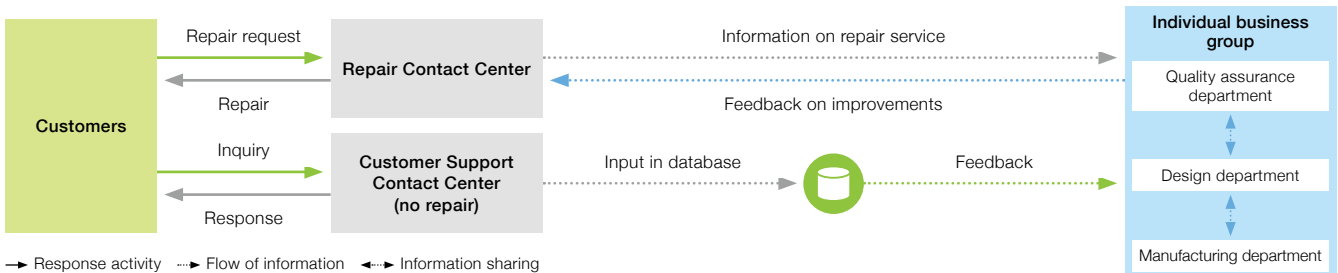 Customers
Repair request
Repair
Repair Contact Center
Information on repair service
Feedback on improvements
Inquiry
Response
Customer Support
Contact Center
(no repair)
Input in database
Feedback
Individual business
group
Quality assurance
department
Design department
Manufacturing department
Response activity
Flow of information
Information sharing